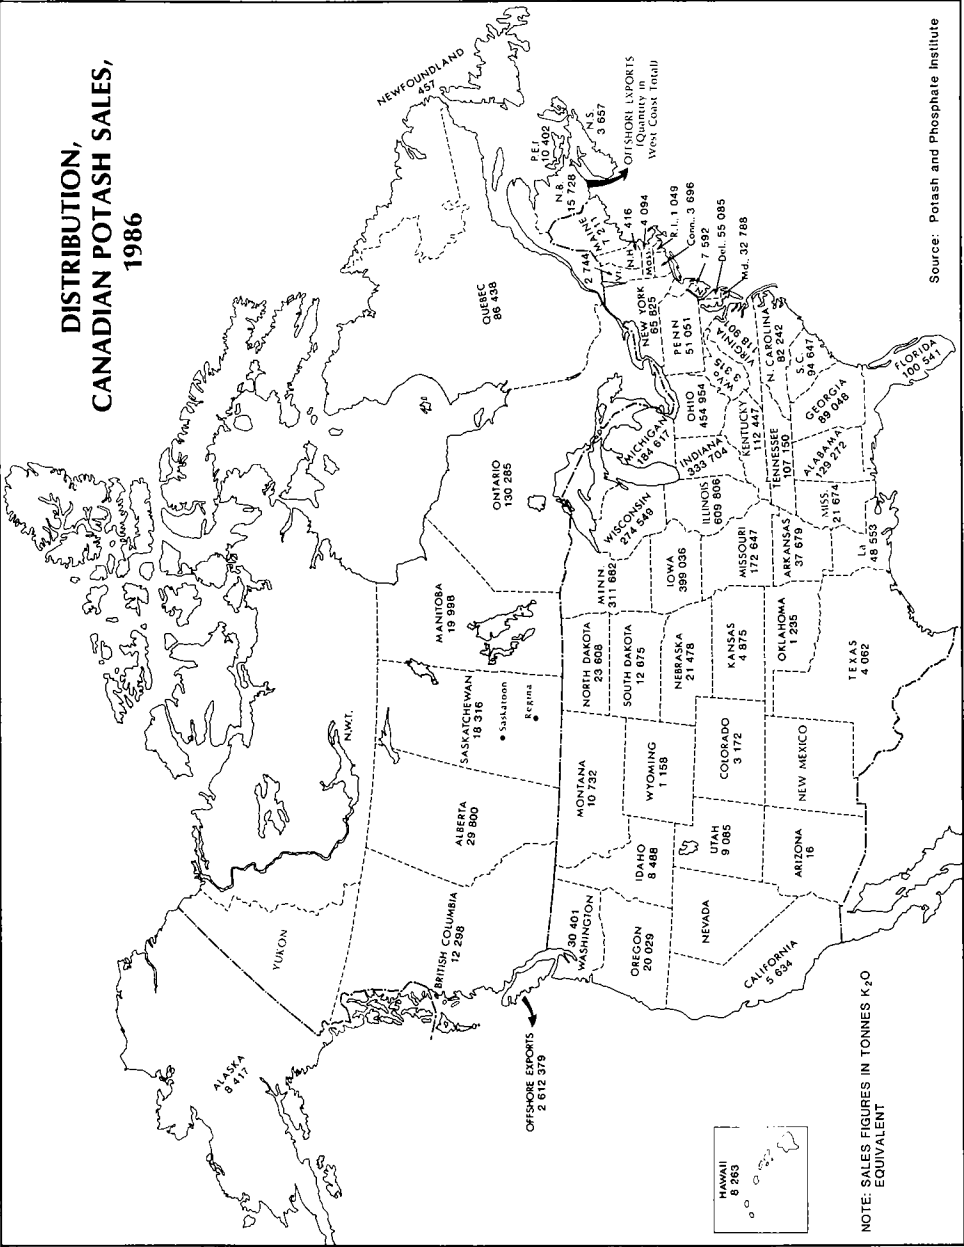 DISTRIBUTION,
CANADIAN POTASH SALES,
1986
ALASKA
8 417
YUKON
N.W.T.
BRITISH COLUMBIA
12 298
ALBERTA
29 800
SASKATCHEWAN
18 316
Saskatoon
Regina
MANITOBA
19 998
ONTARIO
130 285
QUEBEC
86 438
NEWFOUNDLAND
457
P.E.I
10 402
N.B.
15 728
N.S.
3 657
OFFSHORE EXPORTS
(Quantity in
West Coast Total)
OFFSHORE EXPORTS
2 612 379
30 401
WASHINGTON
OREGON
20 029
CALIFORNIA
5 634
NEVADA
IDAHO
8 488
MONTANA
10 732
WYOMING
1 158
UTAH
9 085
ARIZONA
16
COLORADO
3 172
NEW MEXICO
NORTH DAKOTA
23 608
SOUTH DAKOTA
12 675
NEBRASKA
21 478
KANSAS
4 875
OKLAHOMA
1 235
TEXAS
4 062
MINN.
311 682
IOWA
399 036
MISSOURI
172 647
ARKANSAS
37 679
La
48 553
WISCONSIN
274 549
ILLINOIS
609 806
MICHIGAN
184 617
INDIANA
333 704
OHIO
454 954
KENTUCKY
112 447
TENNESSEE
107 150
MISS.
21 674
ALABAMA
129 272
GEORGIA
89 048
FLORIDA
100 541
S.C.
94 647
N. CAROLINA
82 242
VIRGINIA
118 901
W.V.
3 315
PENN
51 051
NEW YORK
65 625
2 744
VT.
N.H. 416
MAINE
7 211
Mass. 4 094
R.I. 1 049
Conn. 3 696
N.J. 7 592
Del. 55 085
Md. 32 788
HAWAII
8 263
NOTE: SALES FIGURES IN TONNES K₂O
EQUIVALENT
Source: Potash and Phosphate Institute